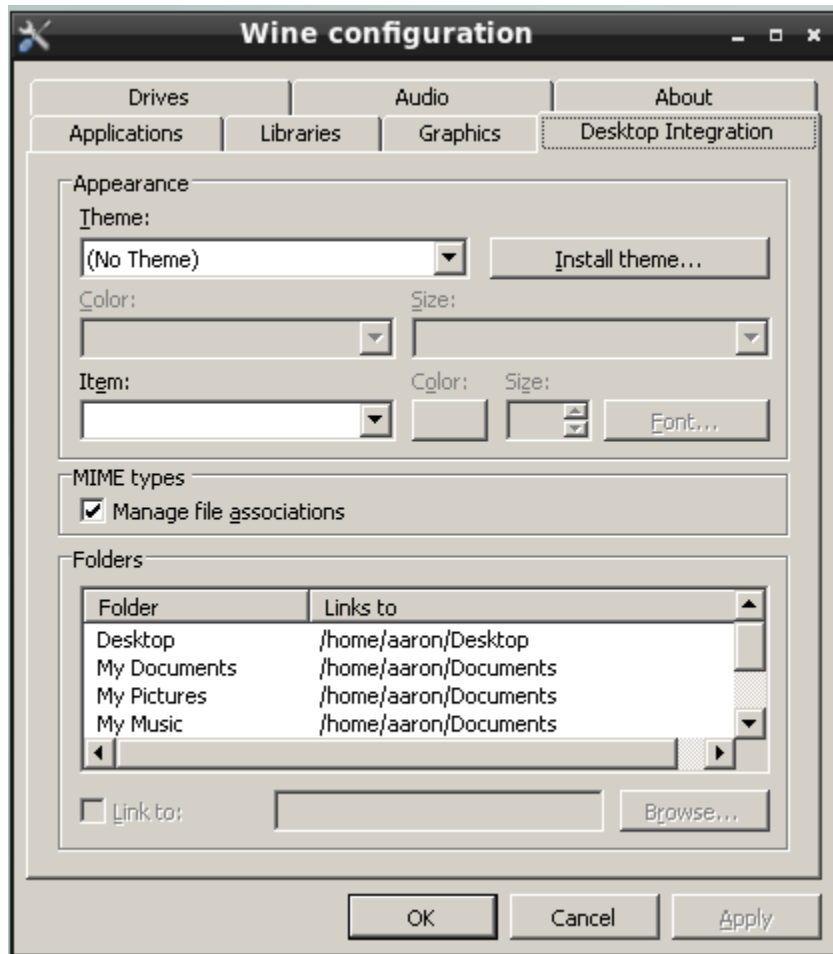 Wine configuration
Drives Audio About
Applications Libraries Graphics Desktop Integration
Appearance
Theme:
(No Theme) Install theme...
Color: Size:
Item: Color: Size:
Font...
MIME types
Manage file associations
Folders
Folder Links to
Desktop /home/aaron/Desktop
My Documents /home/aaron/Documents
My Pictures /home/aaron/Documents
My Music /home/aaron/Documents
Link to: Browse...
OK Cancel Apply